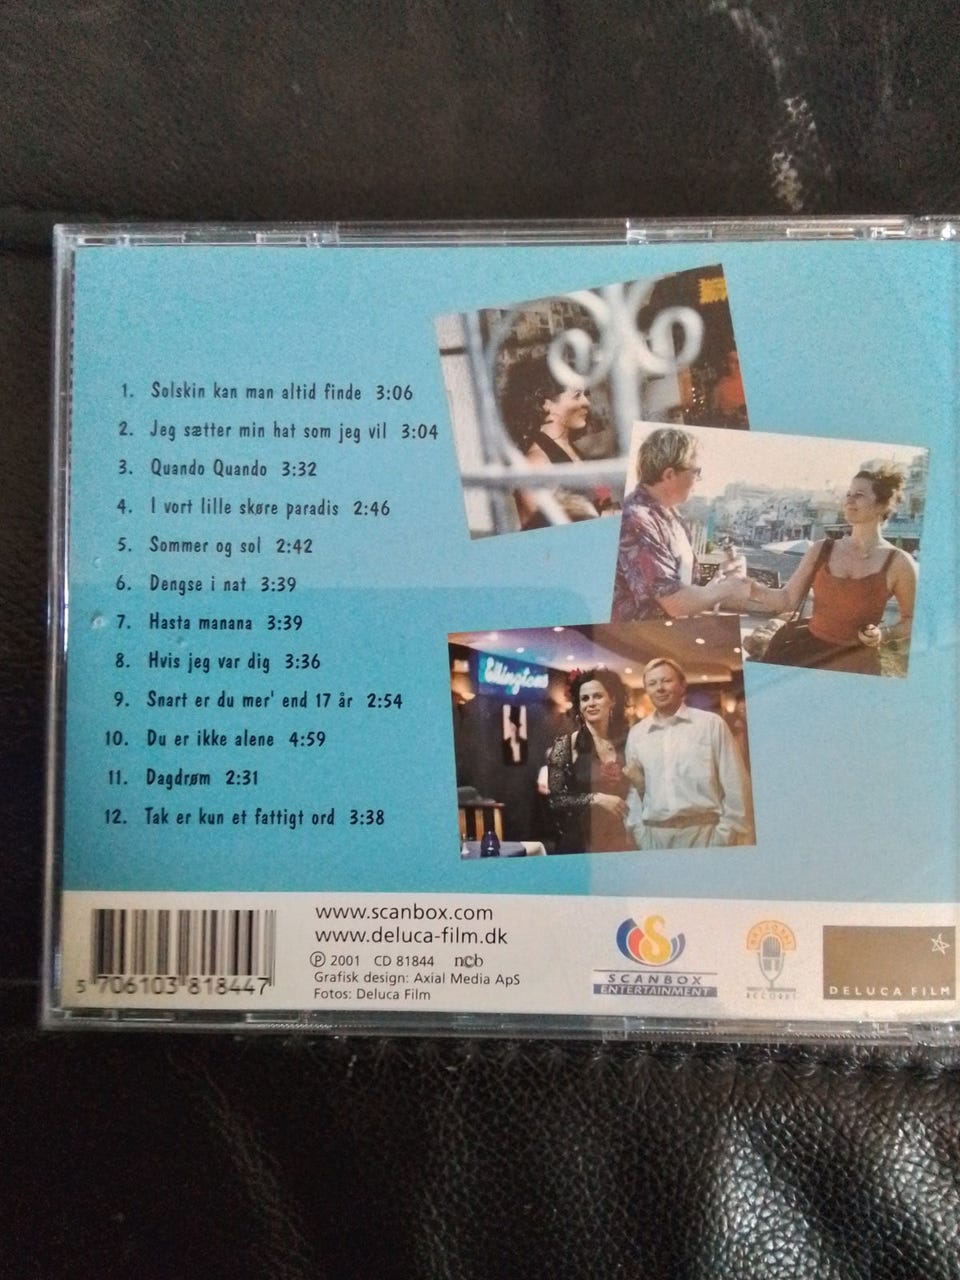 1. Solskin kan man altid finde 3:06
2. Jeg sætter min hat som jeg vil 3:04
3. Quando Quando 3:32
4. I vort lille skøre paradis 2:46
5. Sommer og sol 2:42
6. Dengse i nat 3:39
7. Hasta manana 3:39
8. Hvis jeg var dig 3:36
9. Snart er du mer' end 17 år 2:54
10. Du er ikke alene 4:59
11. Dagdrøm 2:31
12. Tak er kun et fattigt ord 3:38
Ellingtons
www.scanbox.com
www.deluca-film.dk
Ⓟ 2001 CD 81844 ncb
Grafisk design: Axial Media ApS
Fotos: Deluca Film
5 706103 818447
SCANBOX
ENTERTAINMENT
RECORDS
DELUCA FILM